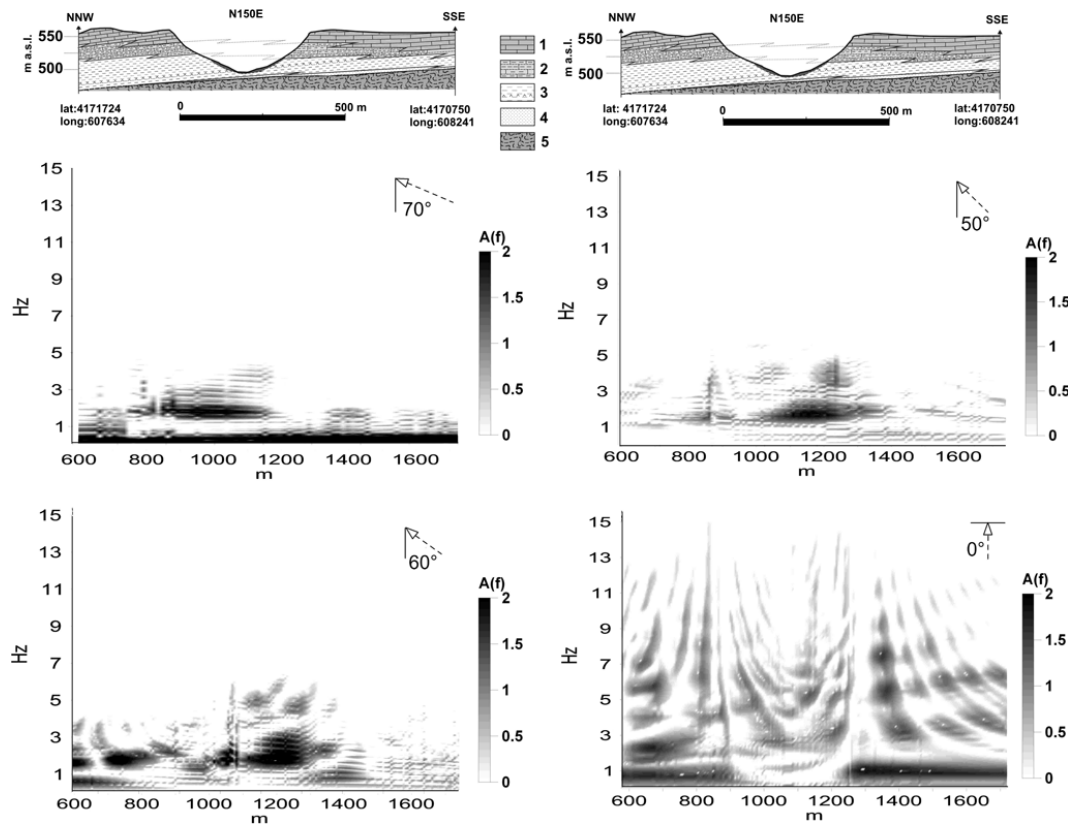 NNW N150E SSE
550
500
m a.s.l.
lat:4171724
long:607634
0 500 m
lat:4170750
long:608241
1
2
3
4
5
NNW N150E SSE
550
500
m a.s.l.
lat: 4171724
long:607634
0 500 m
lat:4170750
long:608241
15
13
11
9
7
5
3
1
Hz
600 800 1000 1200 1400 1600
m
70°
A(f)
2
1.5
1
0.5
0
15
13
11
9
7
5
3
1
Hz
600 800 1000 1200 1400 1600
m
50°
A(f)
2
1.5
1
0.5
0
15
13
11
9
7
5
3
1
Hz
600 800 1000 1200 1400 1600
m
60°
A(f)
2
1.5
1
0.5
0
15
13
11
9
7
5
3
1
Hz
600 800 1000 1200 1400 1600
m
0°
A(f)
2
1.5
1
0.5
0